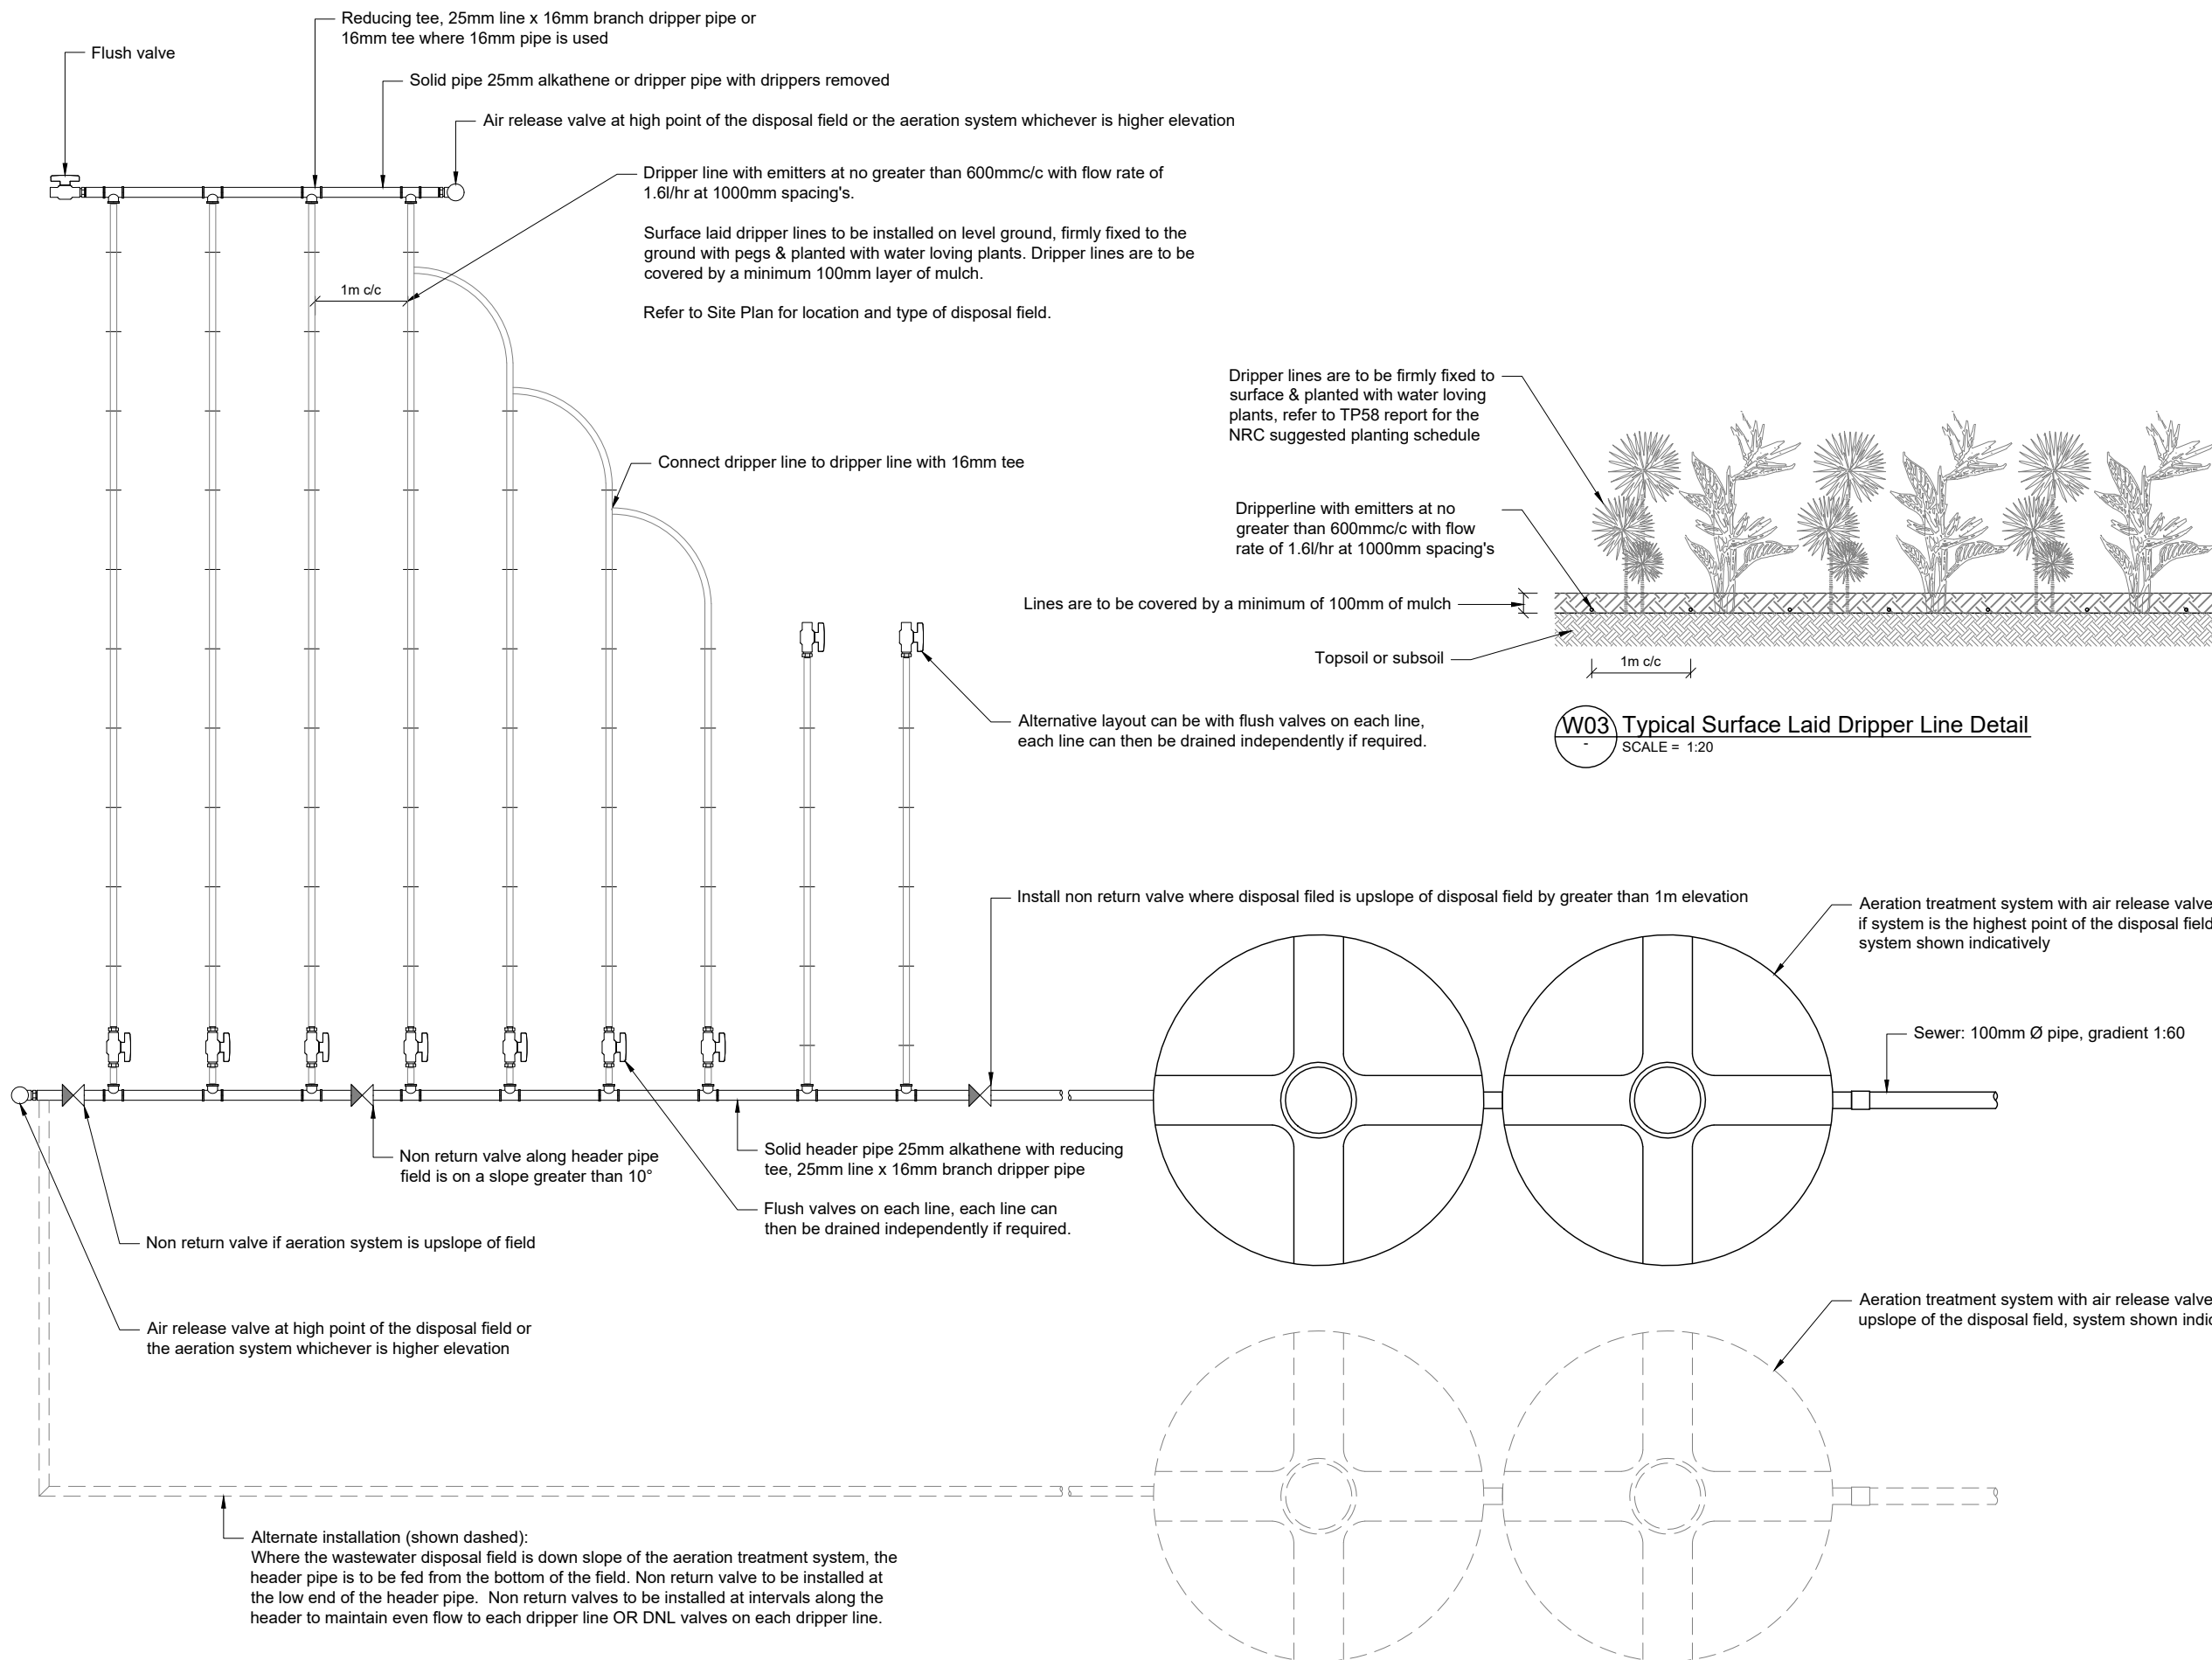 Reducing tee, 25mm line x 16mm branch dripper pipe or
16mm tee where 16mm pipe is used
Flush valve
Solid pipe 25mm alkathene or dripper pipe with drippers removed
Air release valve at high point of the disposal field or the aeration system whichever is higher elevation
Dripper line with emitters at no greater than 600mmc/c with flow rate of
1.6l/hr at 1000mm spacing's.
Surface laid dripper lines to be installed on level ground, firmly fixed to the
ground with pegs & planted with water loving plants. Dripper lines are to be
covered by a minimum 100mm layer of mulch.
Refer to Site Plan for location and type of disposal field.
1m c/c
Connect dripper line to dripper line with 16mm tee
Dripper lines are to be firmly fixed to
surface & planted with water loving
plants, refer to TP58 report for the
NRC suggested planting schedule
Dripperline with emitters at no
greater than 600mmc/c with flow
rate of 1.6l/hr at 1000mm spacing's
Lines are to be covered by a minimum of 100mm of mulch
Topsoil or subsoil
1m c/c
W03
-
Typical Surface Laid Dripper Line Detail
SCALE = 1:20
Alternative layout can be with flush valves on each line,
each line can then be drained independently if required.
Install non return valve where disposal filed is upslope of disposal field by greater than 1m elevation
Aeration treatment system with air release valve
if system is the highest point of the disposal field
system shown indicatively
Sewer: 100mm Ø pipe, gradient 1:60
Non return valve along header pipe
field is on a slope greater than 10°
Solid header pipe 25mm alkathene with reducing
tee, 25mm line x 16mm branch dripper pipe
Flush valves on each line, each line can
then be drained independently if required.
Non return valve if aeration system is upslope of field
Air release valve at high point of the disposal field or
the aeration system whichever is higher elevation
Aeration treatment system with air release valve
upslope of the disposal field, system shown
Alternate installation (shown dashed):
Where the wastewater disposal field is down slope of the aeration treatment system, the
header pipe is to be fed from the bottom of the field. Non return valve to be installed at
the low end of the header pipe. Non return valves to be installed at intervals along the
header to maintain even flow to each dripper line OR DNL valves on each dripper line.